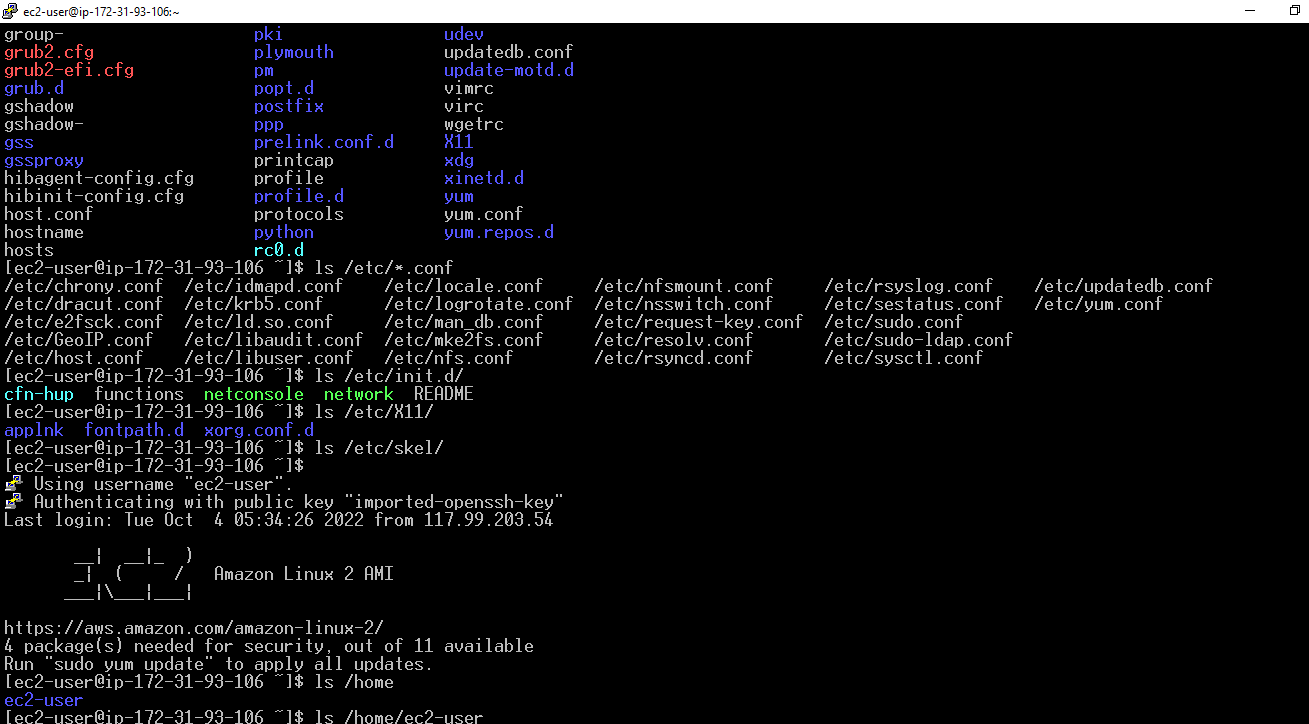 ec2-user@ip-172-31-93-106:~
group-                   pki                udev
grub2.cfg                plymouth           updatedb.conf
grub2-efi.cfg            pm                 update-motd.d
grub.d                   popt.d             vimrc
gshadow                  postfix            virc
gshadow-                 ppp                wgetrc
gss                      prelink.conf.d     X11
gssproxy                 printcap           xdg
hibagent-config.cfg      profile            xinetd.d
hibinit-config.cfg       profile.d          yum
host.conf                protocols          yum.conf
hostname                 python             yum.repos.d
hosts                    rc0.d
[ec2-user@ip-172-31-93-106 ~]$ ls /etc/*.conf
/etc/chrony.conf  /etc/idmapd.conf    /etc/locale.conf     /etc/nfsmount.conf     /etc/rsyslog.conf    /etc/updatedb.conf
/etc/dracut.conf  /etc/krb5.conf      /etc/logrotate.conf  /etc/nsswitch.conf     /etc/sestatus.conf   /etc/yum.conf
/etc/e2fsck.conf  /etc/ld.so.conf     /etc/man_db.conf     /etc/request-key.conf  /etc/sudo.conf
/etc/GeoIP.conf   /etc/libaudit.conf  /etc/mke2fs.conf     /etc/resolv.conf       /etc/sudo-ldap.conf
/etc/host.conf    /etc/libuser.conf   /etc/nfs.conf        /etc/rsyncd.conf       /etc/sysctl.conf
[ec2-user@ip-172-31-93-106 ~]$ ls /etc/init.d/
cfn-hup  functions  netconsole  network  README
[ec2-user@ip-172-31-93-106 ~]$ ls /etc/X11/
applnk  fontpath.d  xorg.conf.d
[ec2-user@ip-172-31-93-106 ~]$ ls /etc/skel/
[ec2-user@ip-172-31-93-106 ~]$
Using username "ec2-user".
Authenticating with public key "imported-openssh-key"
Last login: Tue Oct  4 05:34:26 2022 from 117.99.203.54
       __|  __|_  )
       _|  (     /   Amazon Linux 2 AMI
      ___|\___|___|
https://aws.amazon.com/amazon-linux-2/
4 package(s) needed for security, out of 11 available
Run "sudo yum update" to apply all updates.
[ec2-user@ip-172-31-93-106 ~]$ ls /home
ec2-user
[ec2-user@ip-172-31-93-106 ~]$ ls /home/ec2-user